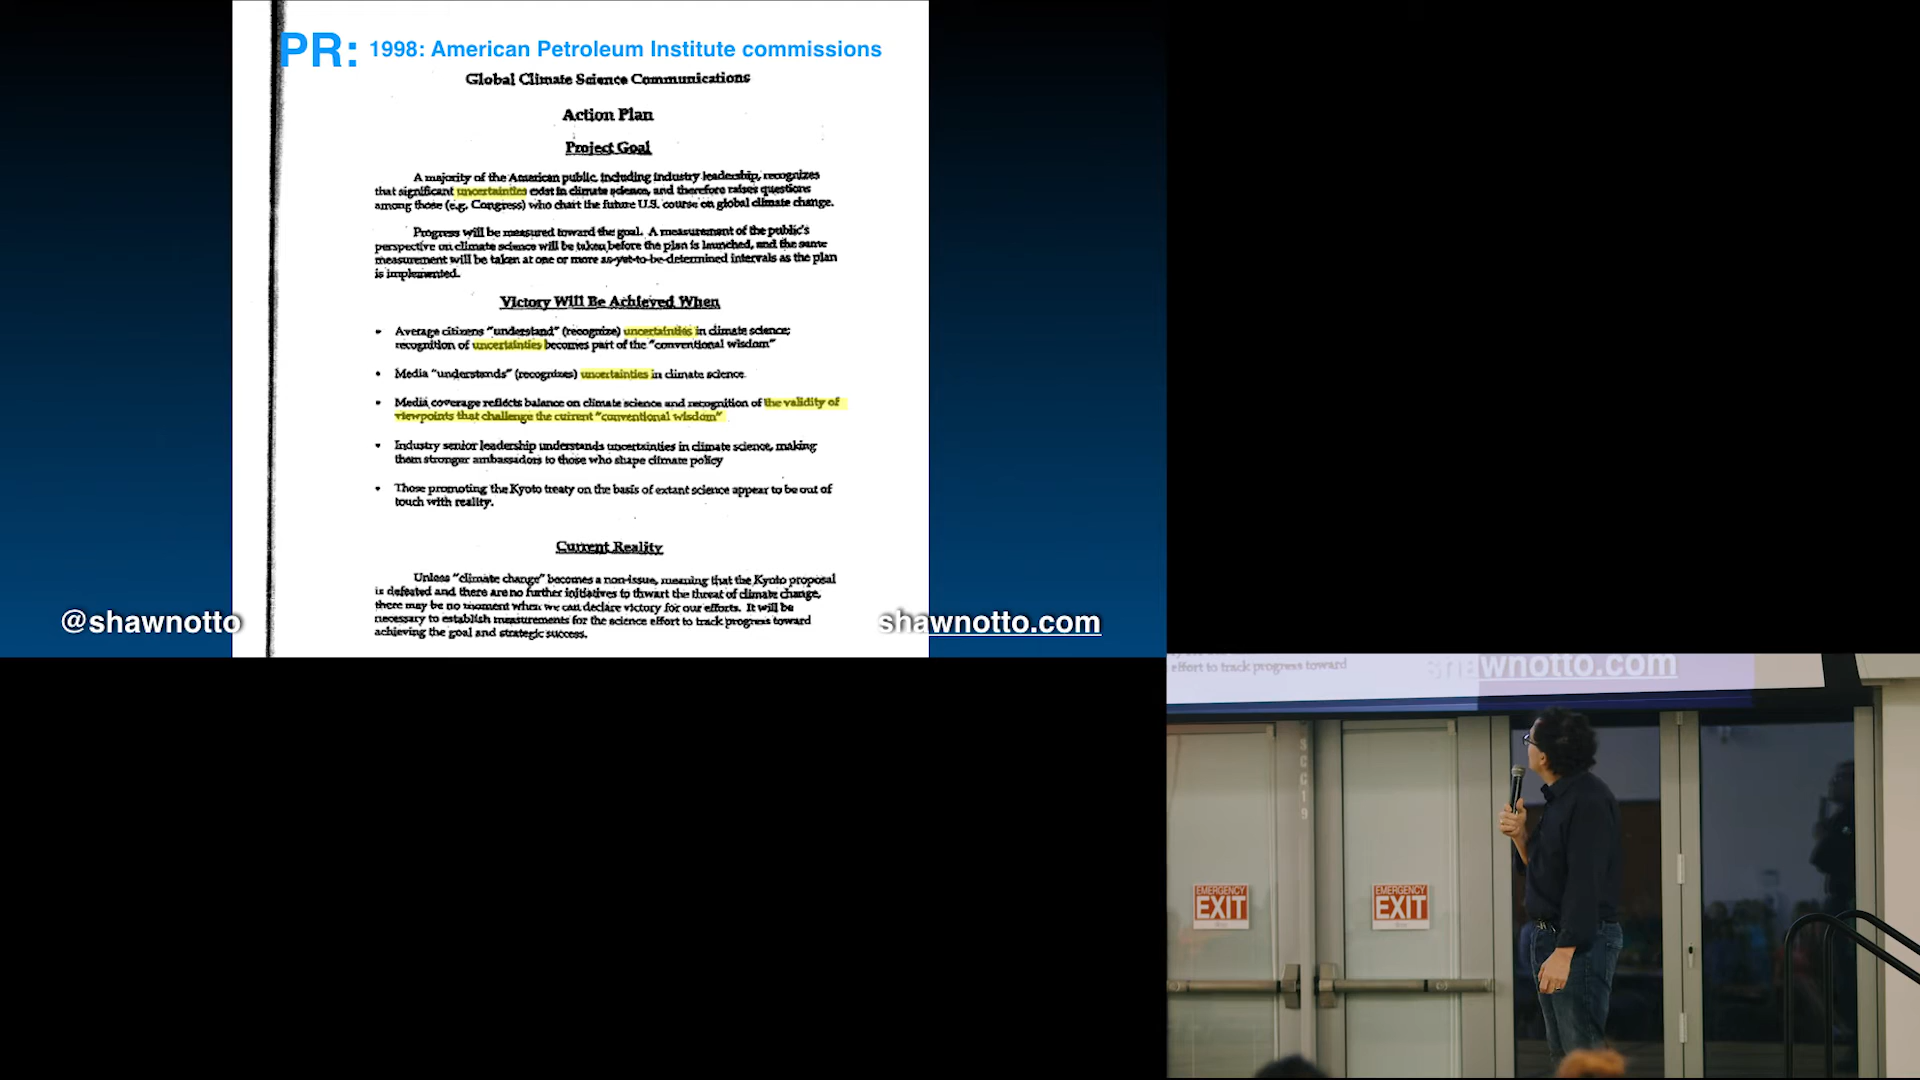 PR: 1998: American Petroleum Institute commissions
Global Climate Science Communications
Action Plan
Project Goal
A majority of the American public, including industry leadership, recognizes
that significant uncertainties exist in climate science, and therefore raises questions
among those (e.g. Congress) who chart the future U.S. course on global climate change.
Progress will be measured toward the goal. A measurement of the public's
perspective on climate science will be taken before the plan is launched, and the same
measurement will be taken at one or more as-yet-to-be-determined intervals as the plan
is implemented.
Victory Will Be Achieved When
• Average citizens "understand" (recognize) uncertainties in climate science;
recognition of uncertainties becomes part of the "conventional wisdom"
• Media "understands" (recognizes) uncertainties in climate science
• Media coverage reflects balance on climate science and recognition of the validity of
viewpoints that challenge the current "conventional wisdom"
• Industry senior leadership understands uncertainties in climate science, making
them stronger ambassadors to those who shape climate policy
• Those promoting the Kyoto treaty on the basis of extant science appear to be out of
touch with reality.
Current Reality
Unless "climate change" becomes a non-issue, meaning that the Kyoto proposal
is defeated and there are no further initiatives to thwart the threat of climate change,
there may be no moment when we can declare victory for our efforts. It will be
necessary to establish measurements for the science effort to track progress toward
achieving the goal and strategic success.
@shawnotto
shawnotto.com
effort to track progress toward
shawnotto.com
SCC19
EMERGENCY
EXIT
EMERGENCY
EXIT